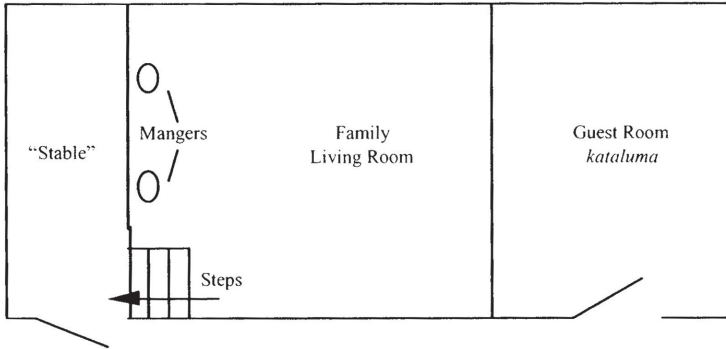 “Stable”
Mangers
Family
Living Room
Guest Room
kataluma
Steps